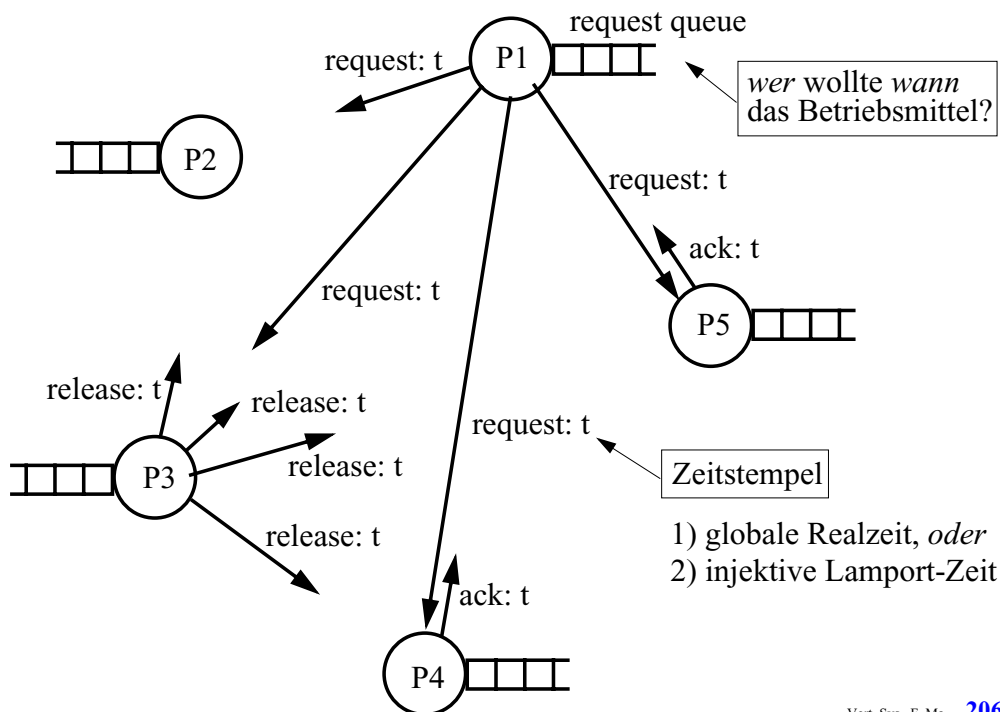 request queue
request: t
P1
wer wollte wann
das Betriebsmittel?
P2
request: t
ack: t
request: t
P5
release: t
release: t
request: t
release: t
P3
Zeitstempel
release: t
1) globale Realzeit, oder
2) injektive Lamport-Zeit
ack: t
P4
206